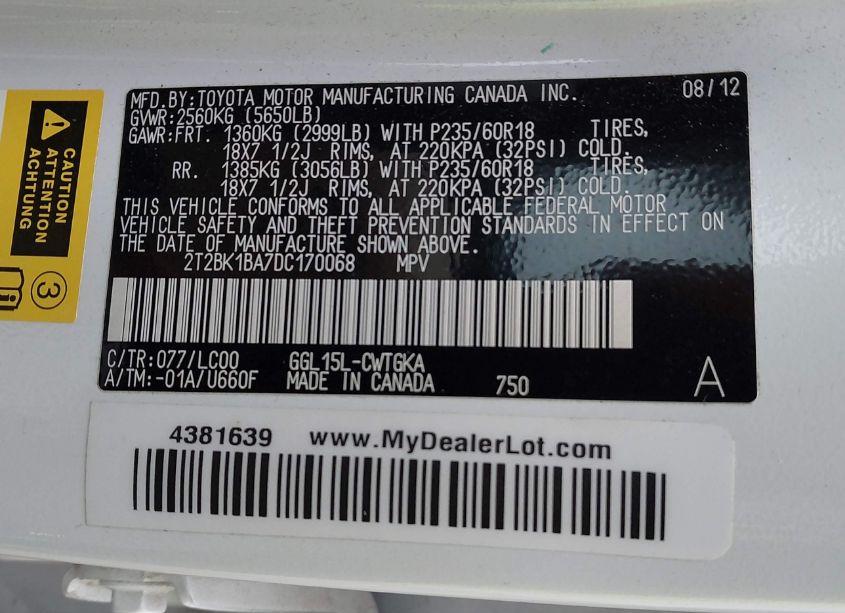 MFD.BY:TOYOTA MOTOR MANUFACTURING CANADA INC. 08/12
GVWR:2560KG (5650LB)
GAWR:FRT. 1360KG (2999LB) WITH P235/60R18 TIRES,
18X7 1/2J RIMS, AT 220KPA (32PSI) COLD.
RR. 1385KG (3056LB) WITH P235/60R18 TIRES,
18X7 1/2J RIMS, AT 220KPA (32PSI) COLD.
THIS VEHICLE CONFORMS TO ALL APPLICABLE FEDERAL MOTOR
VEHICLE SAFETY AND THEFT PREVENTION STANDARDS IN EFFECT ON
THE DATE OF MANUFACTURE SHOWN ABOVE.
2T2BK1BA7DC170068 MPV
C/TR:077/LC00 GGL15L-CWTGKA
A/TM:-01A/U660F MADE IN CANADA 750 A
4381639 www.MyDealerLot.com
CAUTION
ATTENTION
ACHTUNG
3